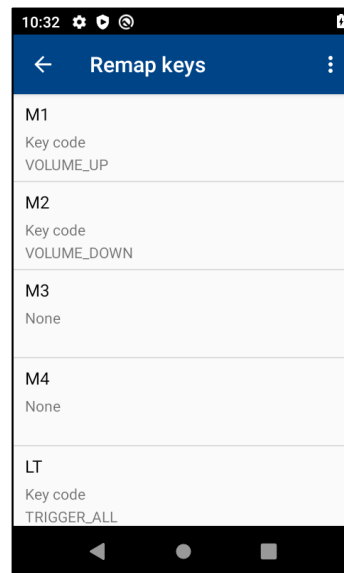 10:32
Remap keys
M1
Key code
VOLUME_UP
M2
Key code
VOLUME_DOWN
M3
None
M4
None
LT
Key code
TRIGGER_ALL